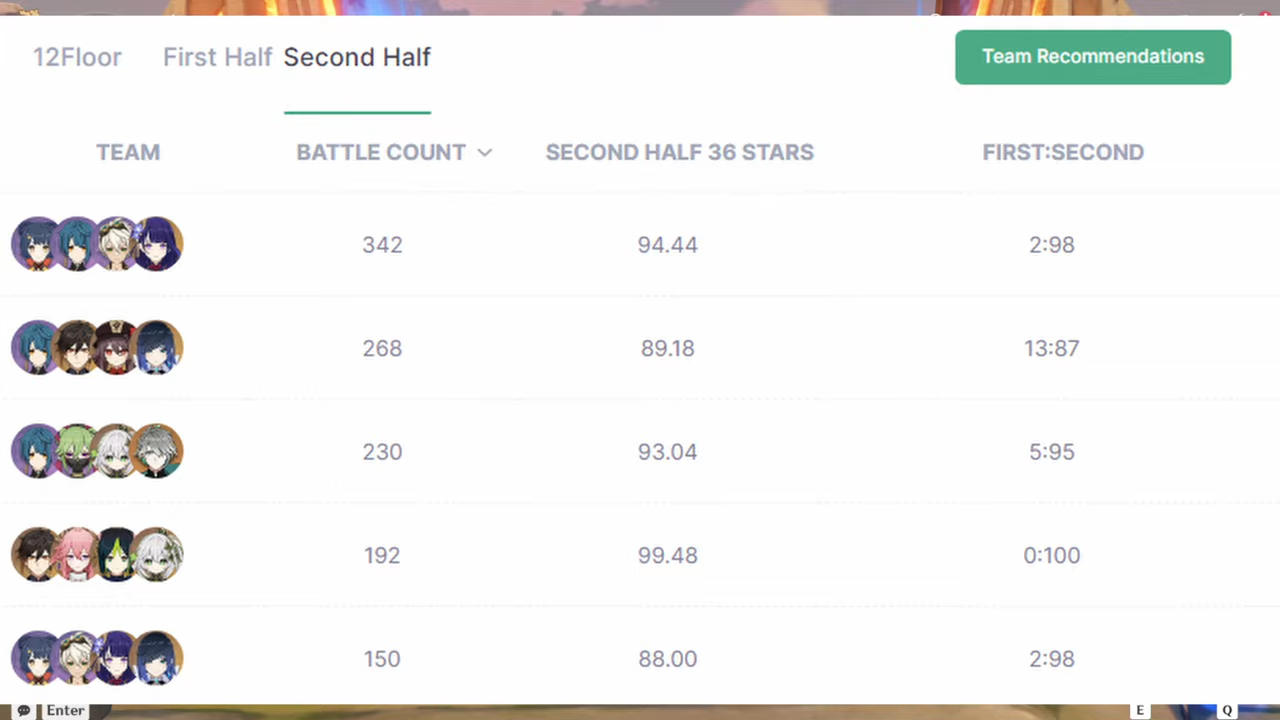 12Floor First Half Second Half Team Recommendations
TEAM BATTLE COUNT SECOND HALF 36 STARS FIRST:SECOND
342 94.44 2:98
268 89.18 13:87
230 93.04 5:95
192 99.48 0:100
150 88.00 2:98
Enter E Q